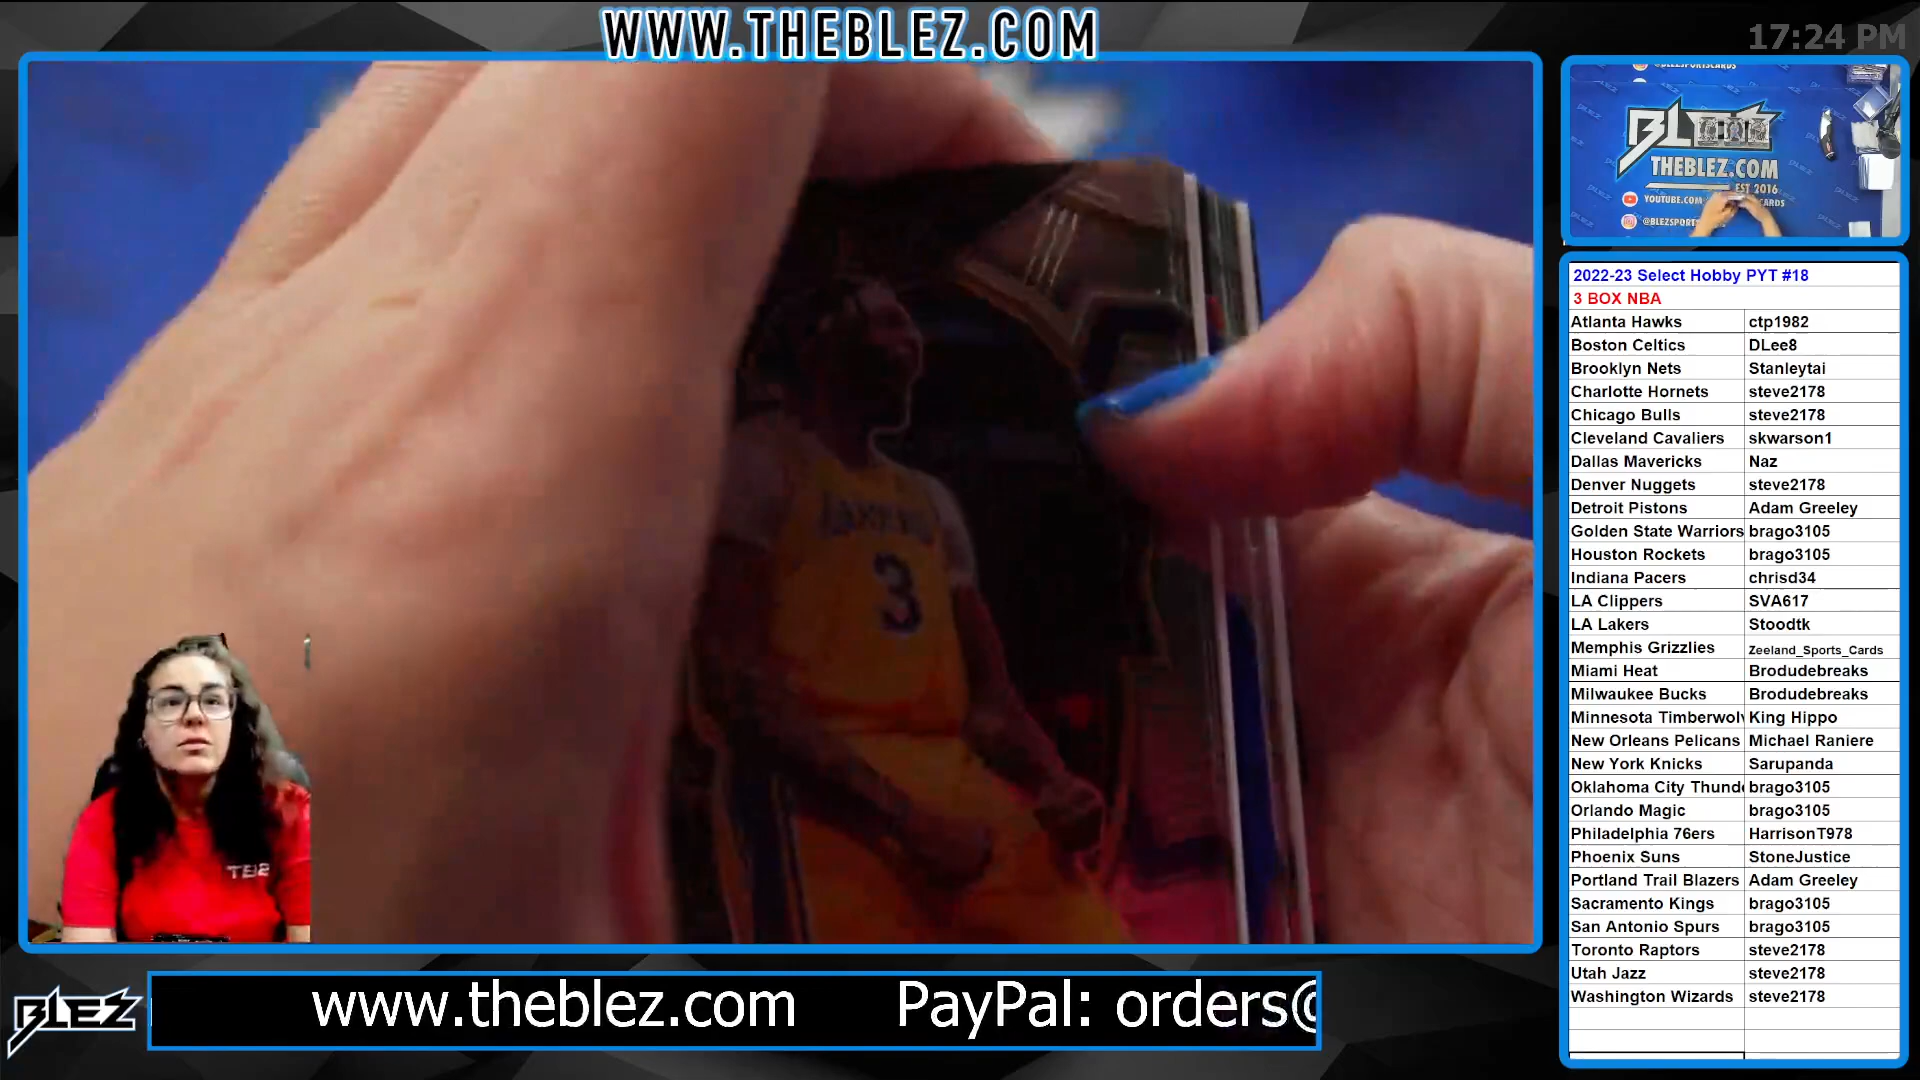 WWW.THEBLEZ.COM
17:24 PM
@BLEZSPORTSCARDS
THEBLEZ.COM
EST 2016
YOUTUBE.COM
CARDS
@BLEZSPORTS
2022-23 Select Hobby PYT #18
3 BOX NBA
Atlanta Hawks ctp1982
Boston Celtics DLee8
Brooklyn Nets Stanleytai
Charlotte Hornets steve2178
Chicago Bulls steve2178
Cleveland Cavaliers skwarson1
Dallas Mavericks Naz
Denver Nuggets steve2178
Detroit Pistons Adam Greeley
Golden State Warriors brago3105
Houston Rockets brago3105
Indiana Pacers chrisd34
LA Clippers SVA617
LA Lakers Stoodtk
Memphis Grizzlies Zeeland_Sports_Cards
Miami Heat Brodudebreaks
Milwaukee Bucks Brodudebreaks
Minnesota Timberwolv King Hippo
New Orleans Pelicans Michael Raniere
New York Knicks Sarupanda
Oklahoma City Thund brago3105
Orlando Magic brago3105
Philadelphia 76ers HarrisonT978
Phoenix Suns StoneJustice
Portland Trail Blazers Adam Greeley
Sacramento Kings brago3105
San Antonio Spurs brago3105
Toronto Raptors steve2178
Utah Jazz steve2178
Washington Wizards steve2178
LAKERS
3
BLEZ
www.theblez.com PayPal: orders@